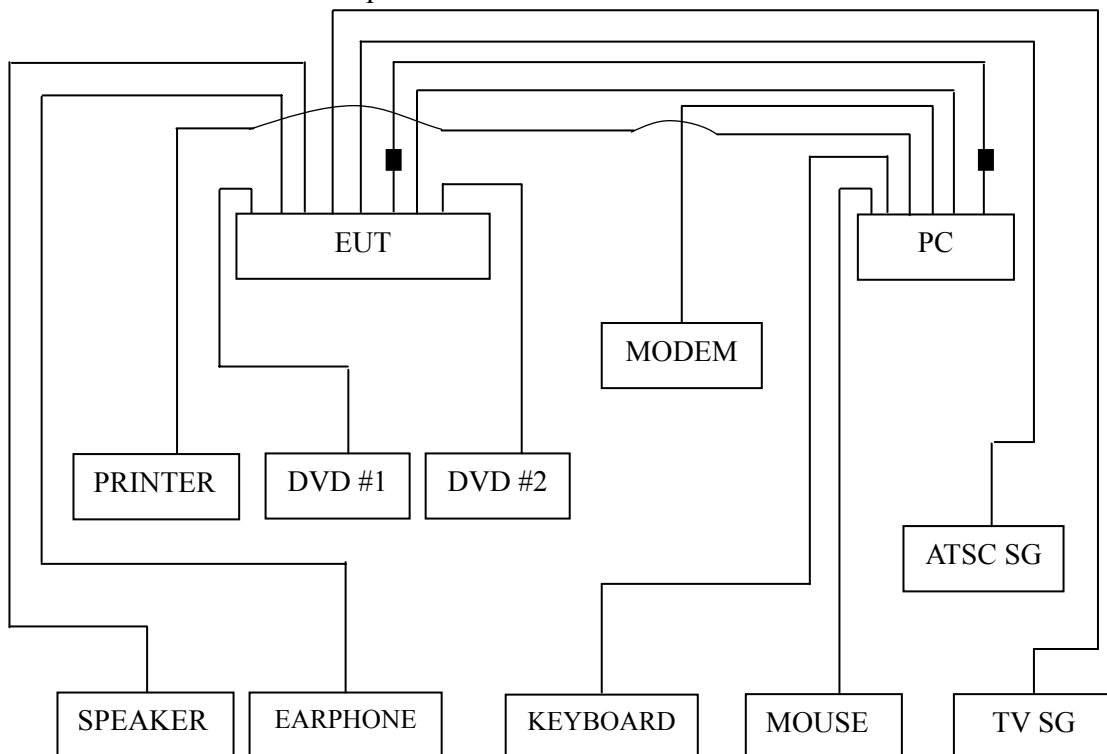 EUT
PC
MODEM
PRINTER
DVD #1
DVD #2
ATSC SG
SPEAKER
EARPHONE
KEYBOARD
MOUSE
TV SG